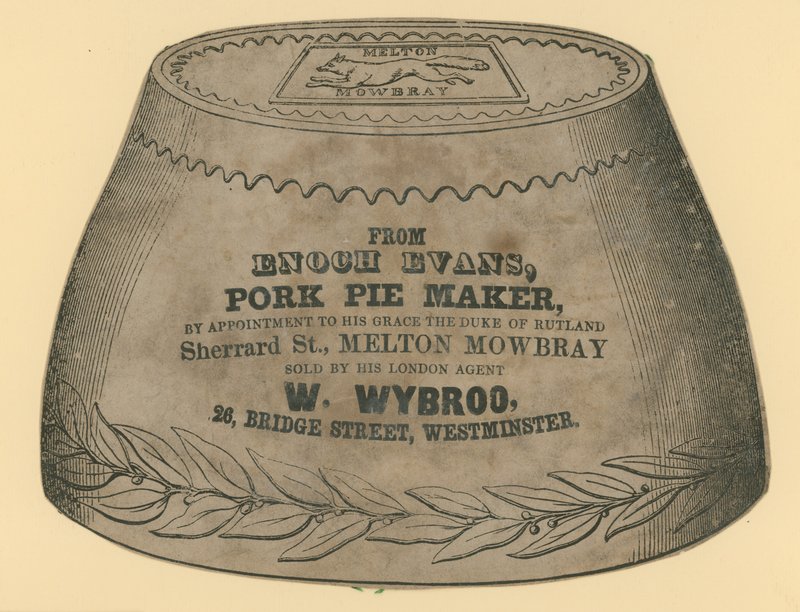 MELTON
MOWBRAY
FROM
ENOCH EVANS,
PORK PIE MAKER,
BY APPOINTMENT TO HIS GRACE THE DUKE OF RUTLAND
Sherrard St., MELTON MOWBRAY
SOLD BY HIS LONDON AGENT
W. WYBROO,
26, BRIDGE STREET, WESTMINSTER.